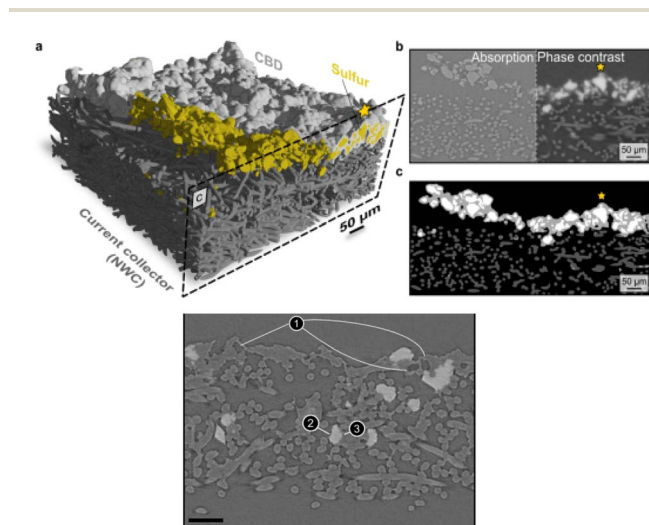 a
CBD
Sulfur
C
Current collector
(NWC)
50 µm
b
Absorption Phase contrast
50 µm
c
50 µm
1
2
3